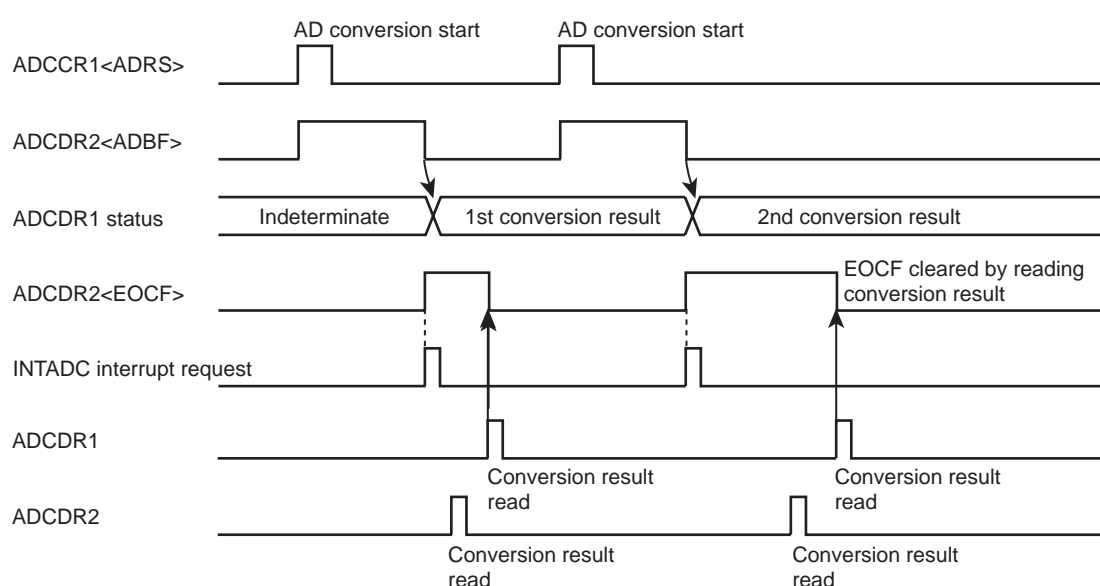 AD conversion start
AD conversion start
ADCCR1<ADRS>
ADCDR2<ADBF>
ADCDR1 status
Indeterminate
1st conversion result
2nd conversion result
ADCDR2<EOCF>
EOCF cleared by reading
conversion result
INTADC interrupt request
ADCDR1
Conversion result
read
Conversion result
read
ADCDR2
Conversion result
read
Conversion result
read